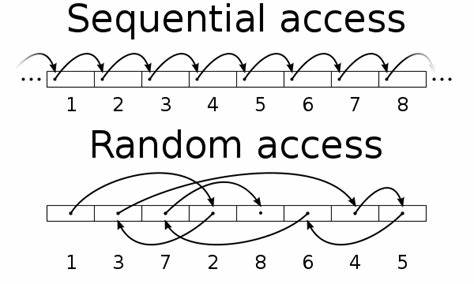 Sequential access
... ...
1 2 3 4 5 6 7 8
Random access
1 3 7 2 8 6 4 5